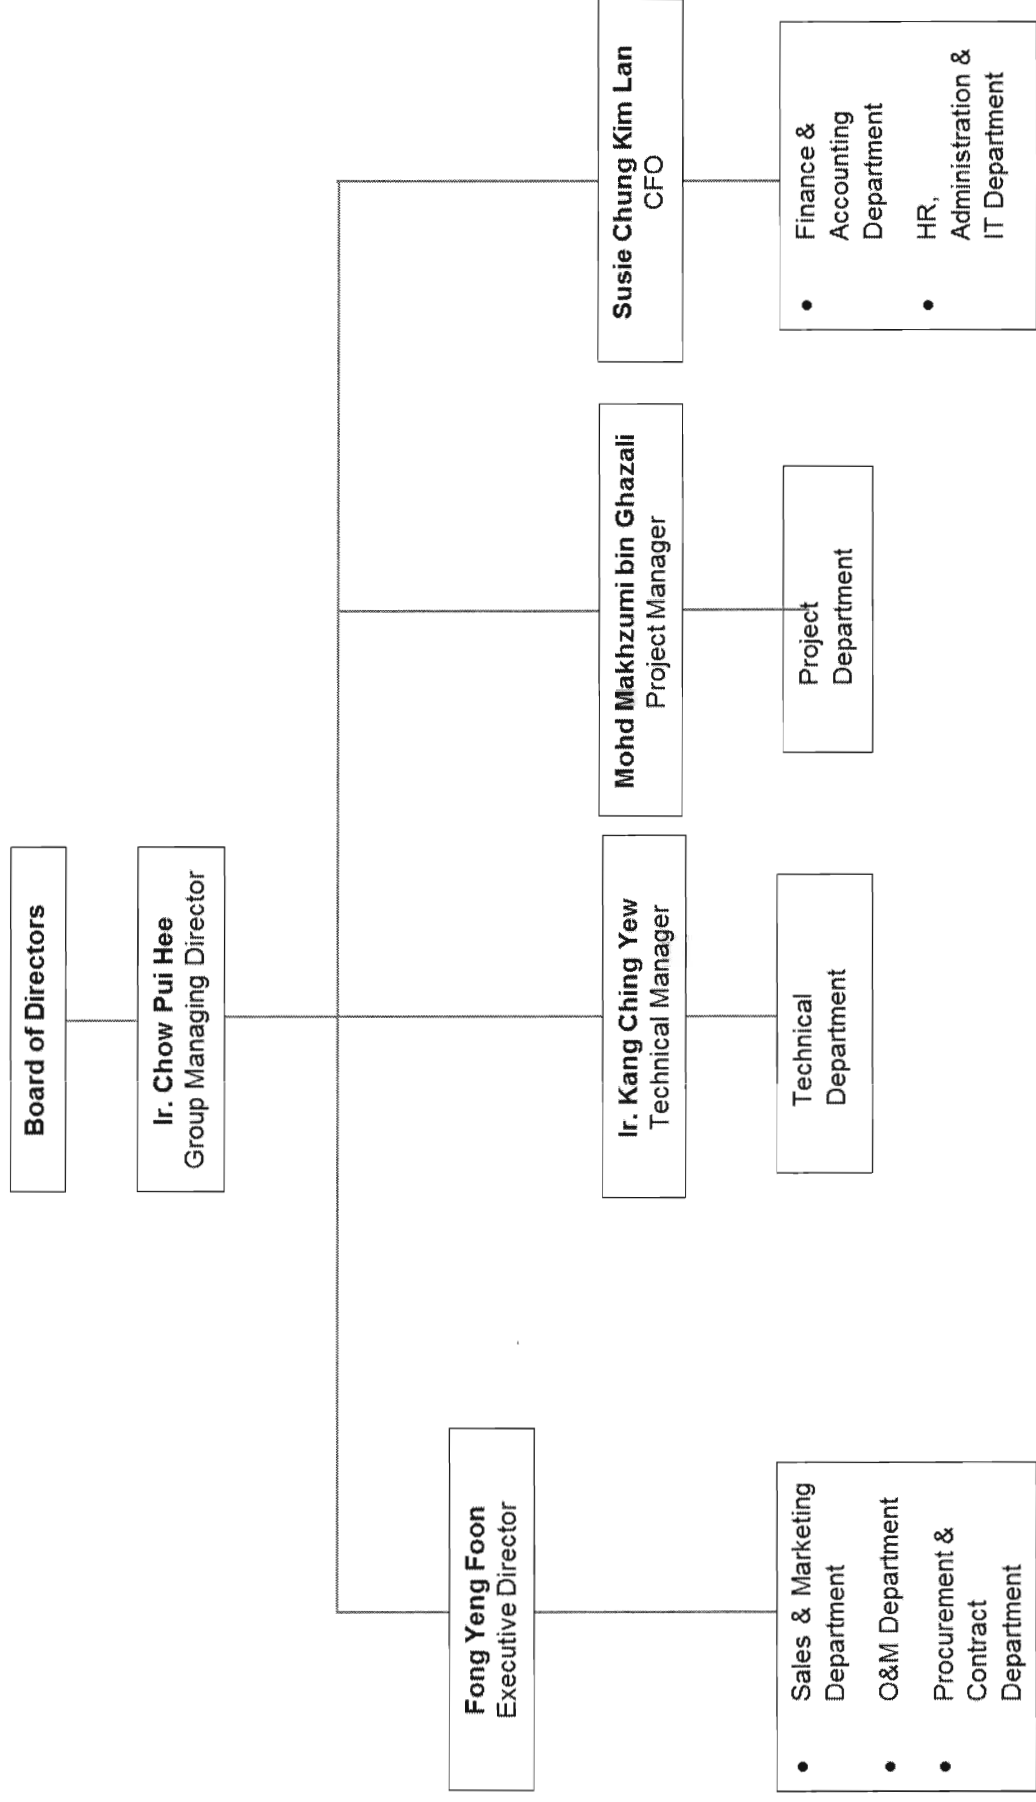 Board of Directors
Ir. Chow Pui Hee
Group Managing Director
Fong Yeng Foon
Executive Director
Ir. Kang Ching Yew
Technical Manager
Mohd Makhzumi bin Ghazali
Project Manager
Susie Chung Kim Lan
CFO
• Sales & Marketing
Department
• O&M Department
• Procurement &
Contract
Department
Technical
Department
Project
Department
• Finance &
Accounting
Department
• HR,
Administration &
IT Department